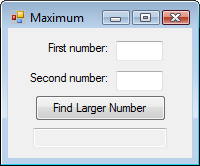 Maximum
First number:
Second number:
Find Larger Number